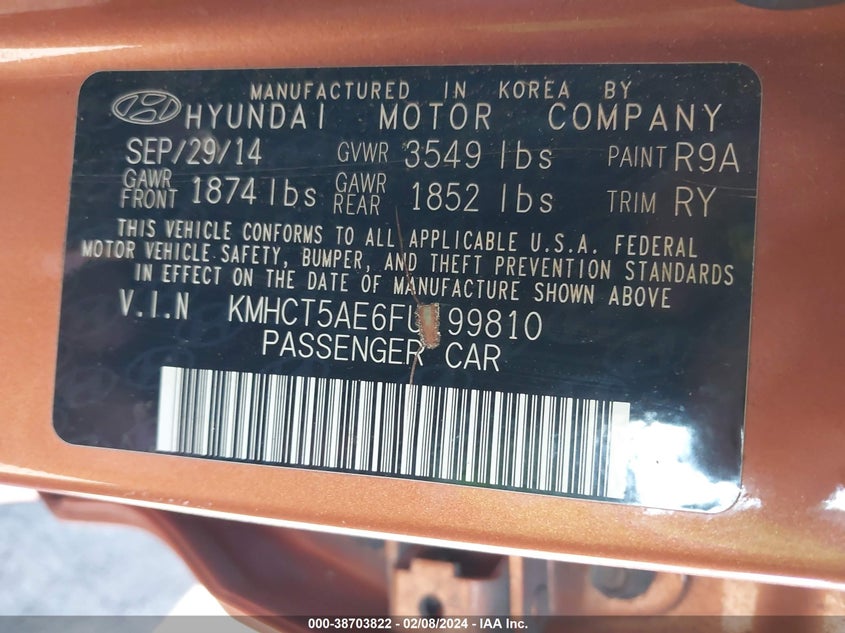 MANUFACTURED IN KOREA BY
HYUNDAI MOTOR COMPANY
SEP/29/14 GVWR 3549 lbs PAINT R9A
GAWR FRONT 1874 lbs GAWR REAR 1852 lbs TRIM RY
THIS VEHICLE CONFORMS TO ALL APPLICABLE U.S.A. FEDERAL
MOTOR VEHICLE SAFETY, BUMPER, AND THEFT PREVENTION STANDARDS
IN EFFECT ON THE DATE OF MANUFACTURE SHOWN ABOVE
V.I.N
PASSENGER CAR
000-38703822 - 02/08/2024 - IAA Inc.